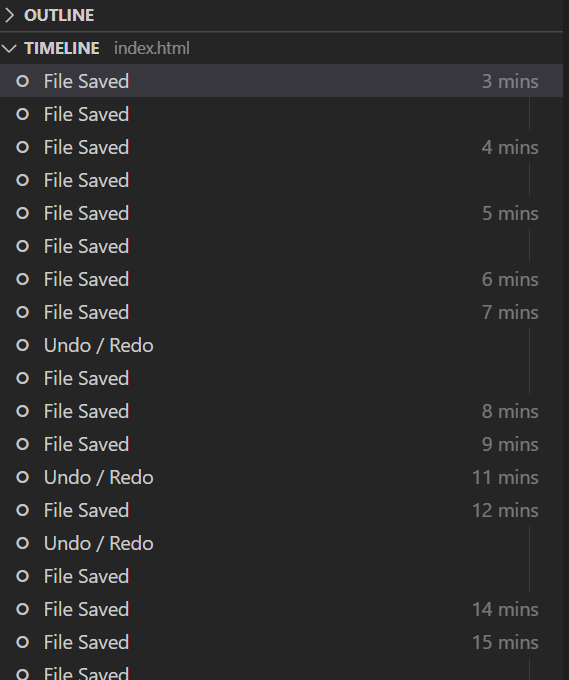 OUTLINE
TIMELINE index.html
File Saved 3 mins
File Saved
File Saved 4 mins
File Saved
File Saved 5 mins
File Saved
File Saved 6 mins
File Saved 7 mins
Undo / Redo
File Saved
File Saved 8 mins
File Saved 9 mins
Undo / Redo 11 mins
File Saved 12 mins
Undo / Redo
File Saved
File Saved 14 mins
File Saved 15 mins
File Saved